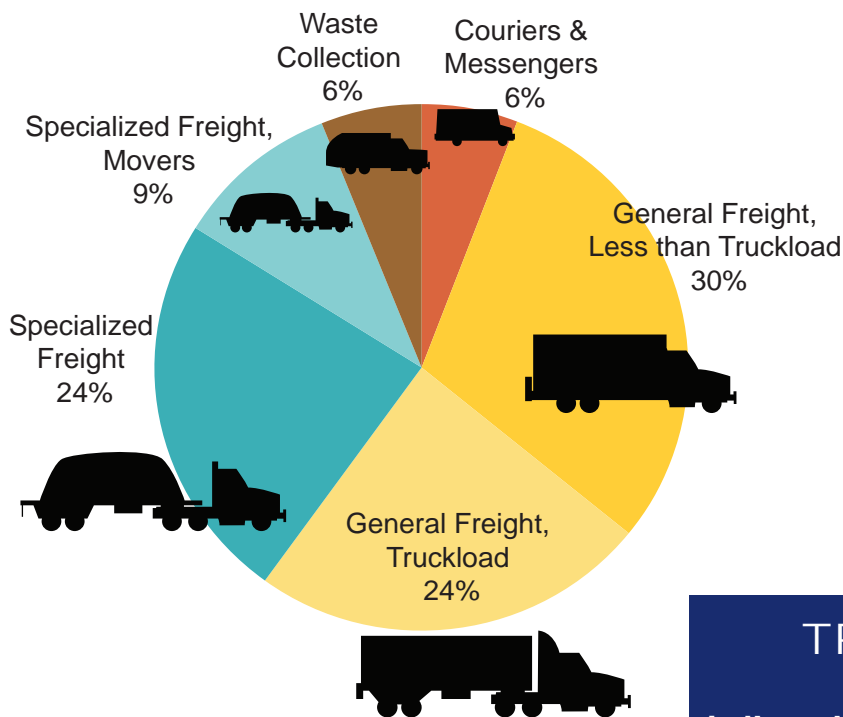 Waste
Collection
6%
Couriers &
Messengers
6%
Specialized Freight,
Movers
9%
General Freight,
Less than Truckload
30%
Specialized
Freight
24%
General Freight,
Truckload
24%